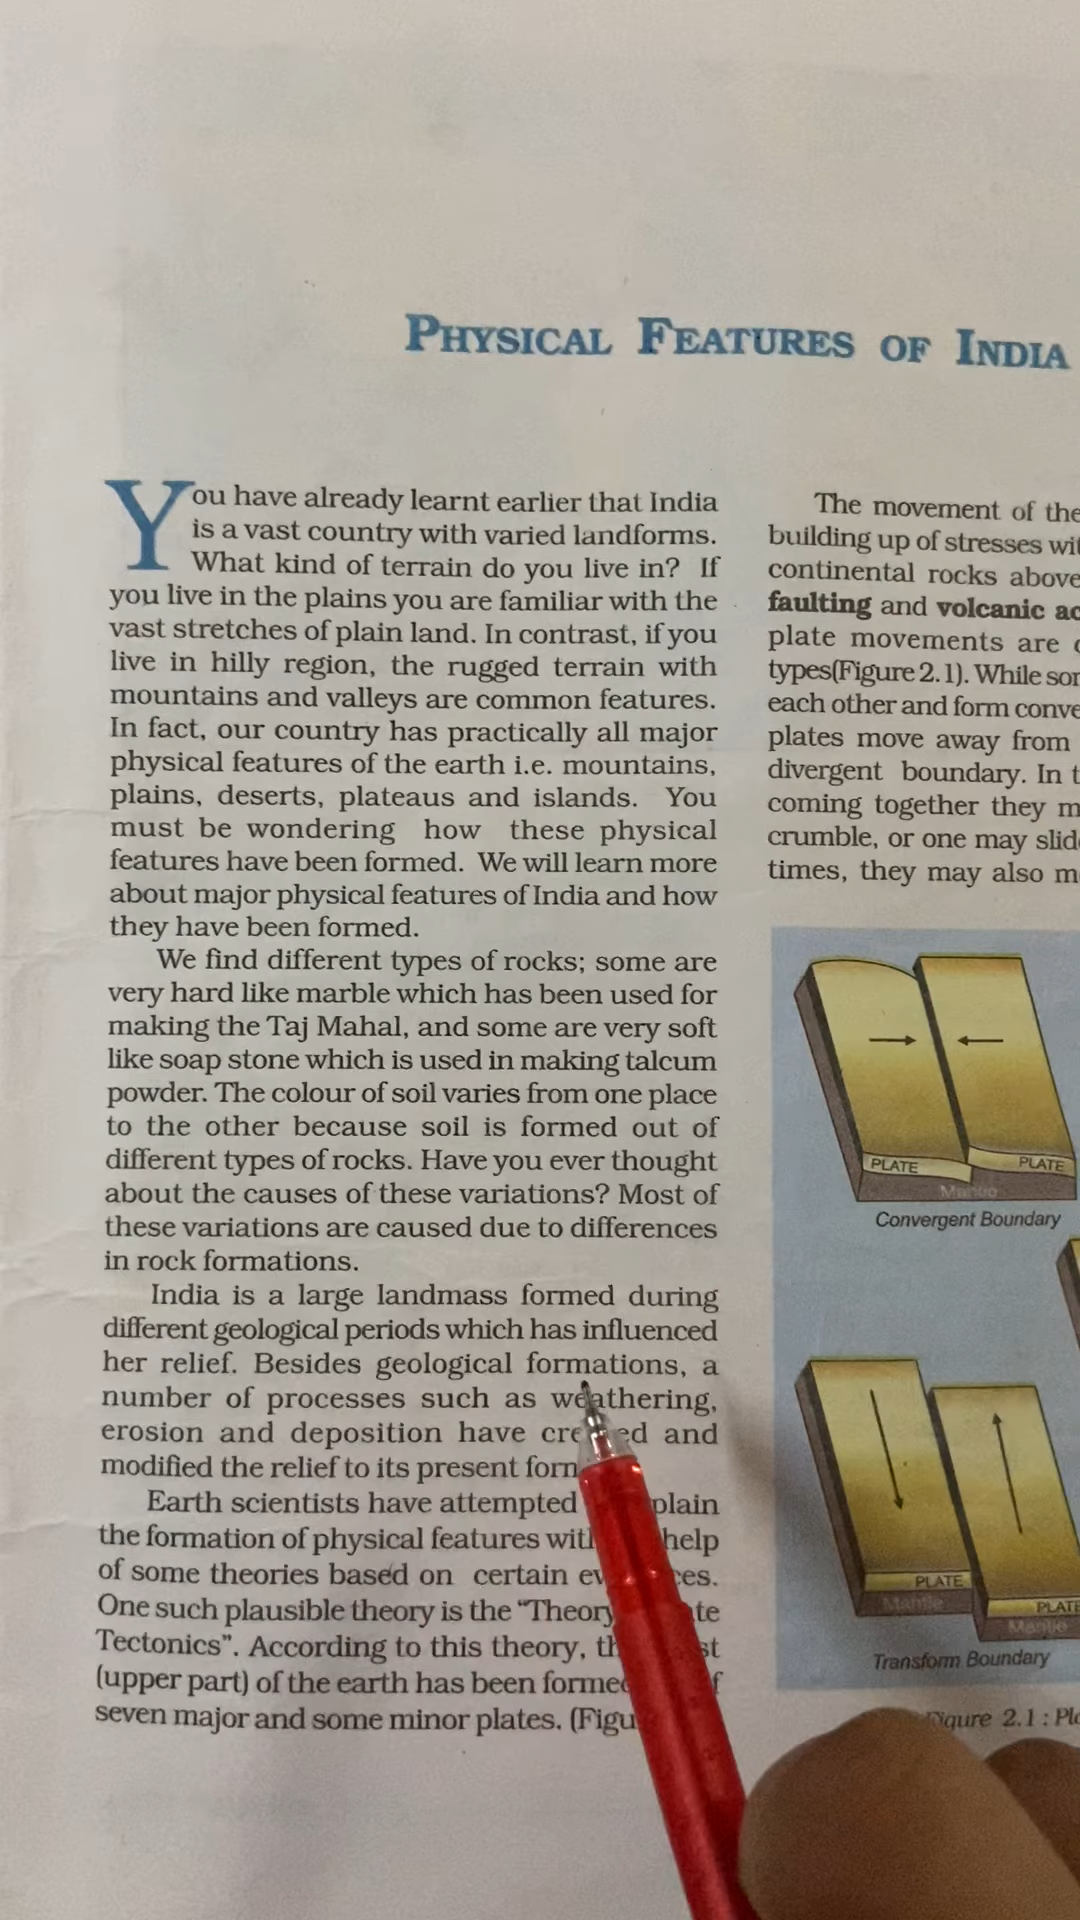 PHYSICAL FEATURES OF INDIA
You have already learnt earlier that India
is a vast country with varied landforms.
What kind of terrain do you live in? If
you live in the plains you are familiar with the
vast stretches of plain land. In contrast, if you
live in hilly region, the rugged terrain with
mountains and valleys are common features.
In fact, our country has practically all major
physical features of the earth i.e. mountains,
plains, deserts, plateaus and islands. You
must be wondering how these physical
features have been formed. We will learn more
about major physical features of India and how
they have been formed.
We find different types of rocks; some are
very hard like marble which has been used for
making the Taj Mahal, and some are very soft
like soap stone which is used in making talcum
powder. The colour of soil varies from one place
to the other because soil is formed out of
different types of rocks. Have you ever thought
about the causes of these variations? Most of
these variations are caused due to differences
in rock formations.
India is a large landmass formed during
different geological periods which has influenced
her relief. Besides geological formations, a
number of processes such as weathering,
erosion and deposition have and
modified the relief to its present
Earth scientists have attempted
the formation of physical features help
of some theories based on certain
One such plausible theory is the "Theory
Tectonics". According to this theory,
(upper part) of the earth has been
seven major and some minor plates.
The movement of the
building up of stresses
continental rocks above
faulting and volcanic
plate movements are
types(Figure 2.1). While
each other and form
plates move away from
divergent boundary. In
coming together they
crumble, or one may
times, they may also
PLATE
PLATE
Mantle
Convergent Boundary
PLATE
Mantle
PLATE
Mantle
Transform Boundary
Figure 2.1 :